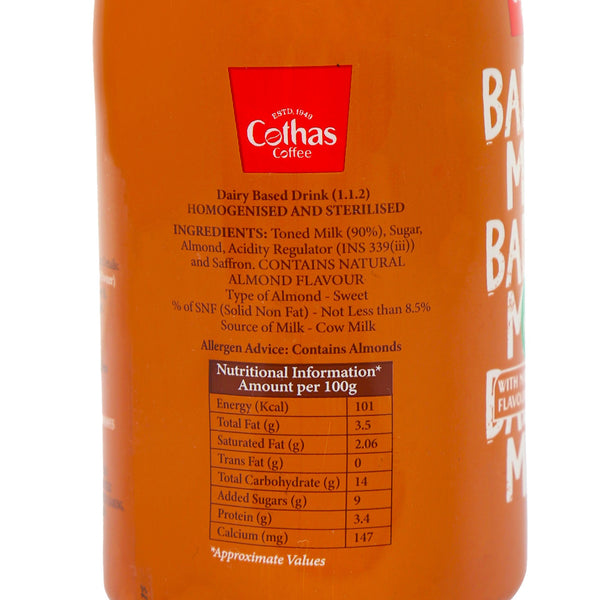 ESTD. 1949
Cothas
Coffee
Dairy Based Drink (1.1.2)
HOMOGENISED AND STERILISED
INGREDIENTS: Toned Milk (90%), Sugar,
Almond, Acidity Regulator (INS 339(iii))
and Saffron. CONTAINS NATURAL
ALMOND FLAVOUR
Type of Almond - Sweet
% of SNF (Solid Non Fat) - Not Less than 8.5%
Source of Milk - Cow Milk
Allergen Advice: Contains Almonds
Nutritional Information*
Amount per 100g
Energy (Kcal) 101
Total Fat (g) 3.5
Saturated Fat (g) 2.06
Trans Fat (g) 0
Total Carbohydrate (g) 14
Added Sugars (g) 9
Protein (g) 3.4
Calcium (mg) 147
*Approximate Values
WITH